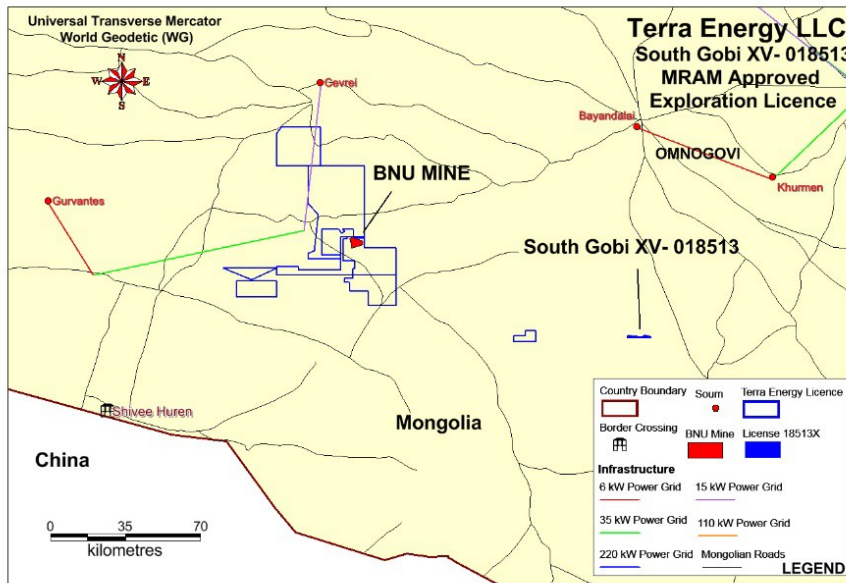 Universal Transverse Mercator
World Geodetic (WG)
N
W E
S
Terra Energy LLC
South Gobi XV- 018513
MRAM Approved
Exploration Licence
Gevrei
Bayandalai
OMNOGOVI
BNU MINE
Khurmen
Gurvantes
South Gobi XV- 018513
Shivee Huren
Mongolia
China
0 35 70
kilometres
Country Boundary
Soum
Terra Energy Licence
Border Crossing
BNU Mine
License 18513X
Infrastructure
6 kW Power Grid
15 kW Power Grid
35 kW Power Grid
110 kW Power Grid
220 kW Power Grid
Mongolian Roads
LEGEND